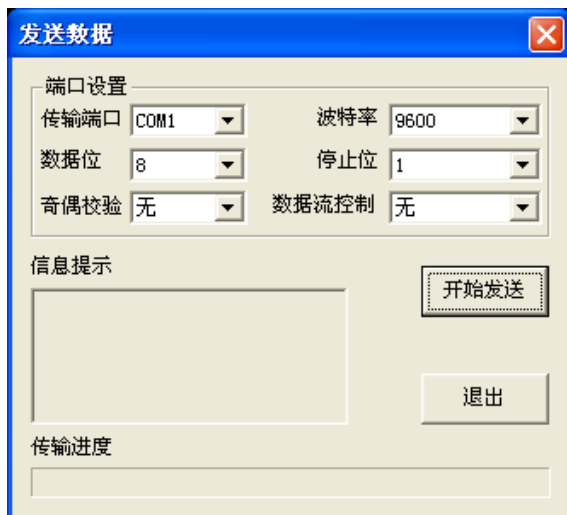 发送数据
端口设置
传输端口 COM1 波特率 9600
数据位 8 停止位 1
奇偶校验 无 数据流控制 无
信息提示
开始发送
退出
传输进度